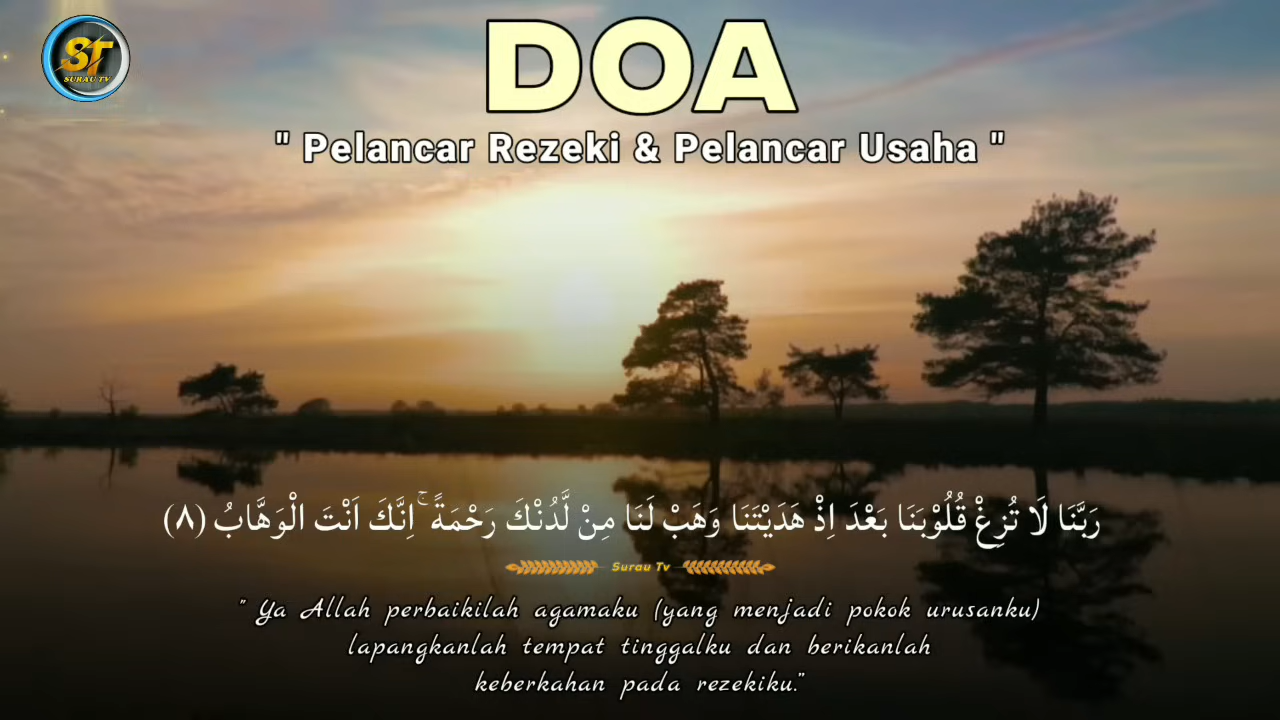 ST
SURAU TV
DOA
" Pelancar Rezeki & Pelancar Usaha "
رَبَّنَا لَا تُزِغْ قُلُوْبَنَا بَعْدَ اِذْ هَدَيْتَنَا وَهَبْ لَنَا مِنْ لَّدُنْكَ رَحْمَةً ۚاِنَّكَ اَنْتَ الْوَهَّابُ (٨)
Surau Tv
" Ya Allah perbaikilah agamaku (yang menjadi pokok urusanku)
lapangkanlah tempat tinggalku dan berikanlah
keberkahan pada rezekiku."